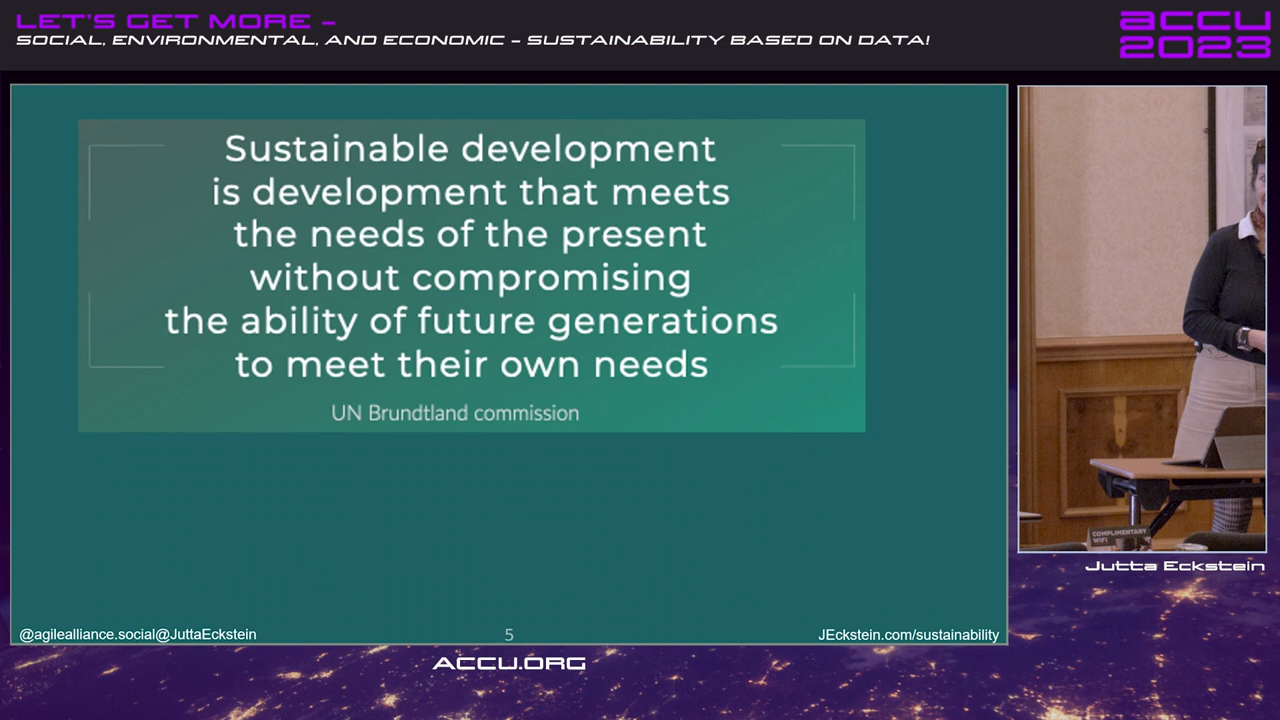 LET'S GET MORE –
SOCIAL, ENVIRONMENTAL, AND ECONOMIC – SUSTAINABILITY BASED ON DATA!
accu
2023
Sustainable development
is development that meets
the needs of the present
without compromising
the ability of future generations
to meet their own needs
UN Brundtland commission
@agilealliance.social@JuttaEckstein
5
JEckstein.com/sustainability
COMPLIMENTARY
WIFI
Jutta Eckstein
ACCU.ORG